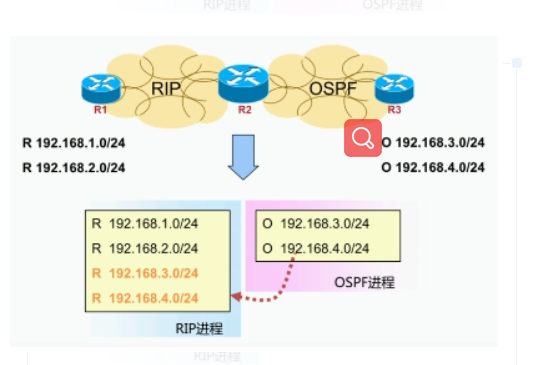 RIP进程
OSPF进程
RIP
OSPF
R1
R2
R3
R 192.168.1.0/24
O 192.168.3.0/24
R 192.168.2.0/24
O 192.168.4.0/24
R 192.168.1.0/24
R 192.168.2.0/24
R 192.168.3.0/24
R 192.168.4.0/24
RIP进程
O 192.168.3.0/24
O 192.168.4.0/24
OSPF进程
RIP进程